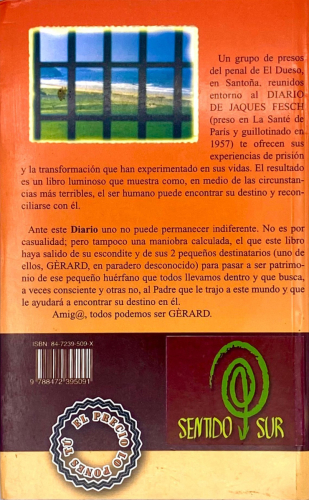 Un grupo de presos
del penal de El Dueso,
en Santoña, reunidos
entorno al DIARIO
DE JAQUES FESCH
(preso en La Santé de
París y guillotinado en
1957) te ofrecen sus
experiencias de prisión
y la transformación que han experimentado en sus vidas. El resultado
es un libro luminoso que muestra como, en medio de las circunstan-
cias más terribles, el ser humano puede encontrar su destino y recon-
ciliarse con él.
Ante este Diario uno no puede permanecer indiferente. No es por
casualidad; pero tampoco una maniobra calculada, el que este libro
haya salido de su escondite y de sus 2 pequeños destinatarios (uno de
ellos, GÉRARD, en paradero desconocido) para pasar a ser patrimo-
nio de ese pequeño huérfano que todos llevamos dentro y que busca,
a veces consciente y otras no, al Padre que le trajo a este mundo y que
le ayudará a encontrar su destino en él.
Amig@, todos podemos ser GÉRARD.
ISBN: 84-7239-509-X
9 788472 395091
EL PRECIO LO PONES TÚ
SENTIDO SUR